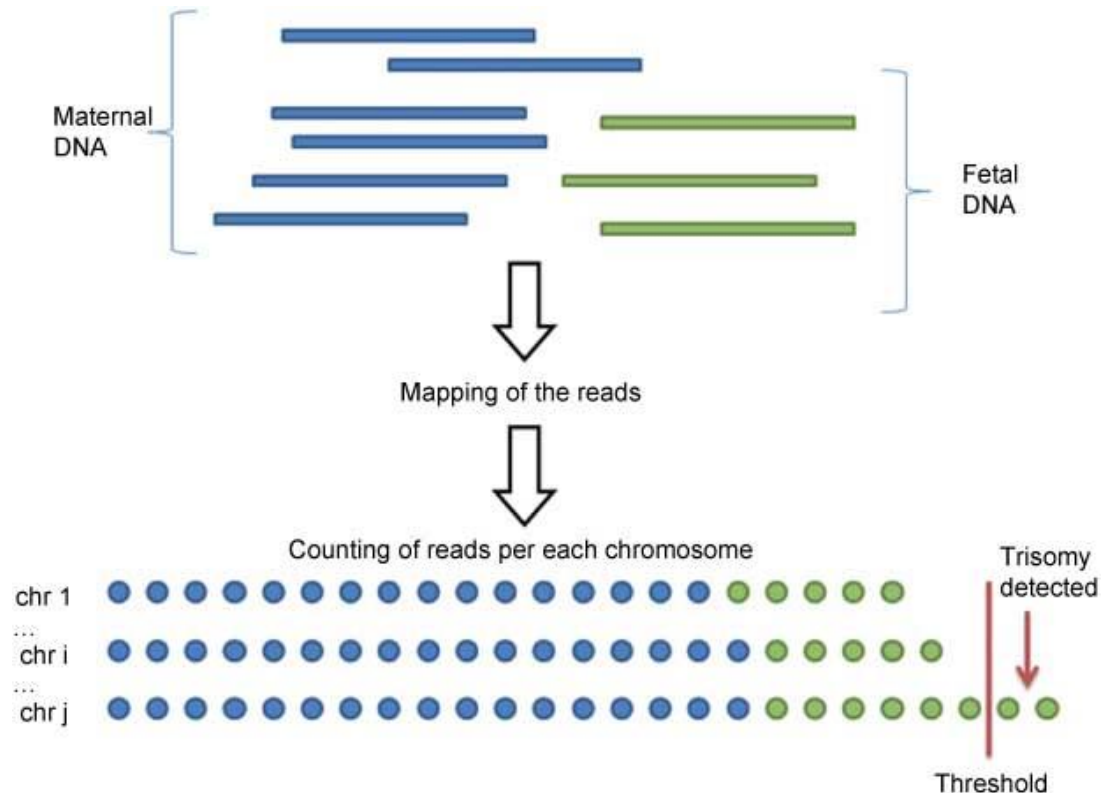 Maternal
DNA
Fetal
DNA
Mapping of the reads
Counting of reads per each chromosome
Trisomy
detected
chr 1
...
chr i
...
chr j
Threshold